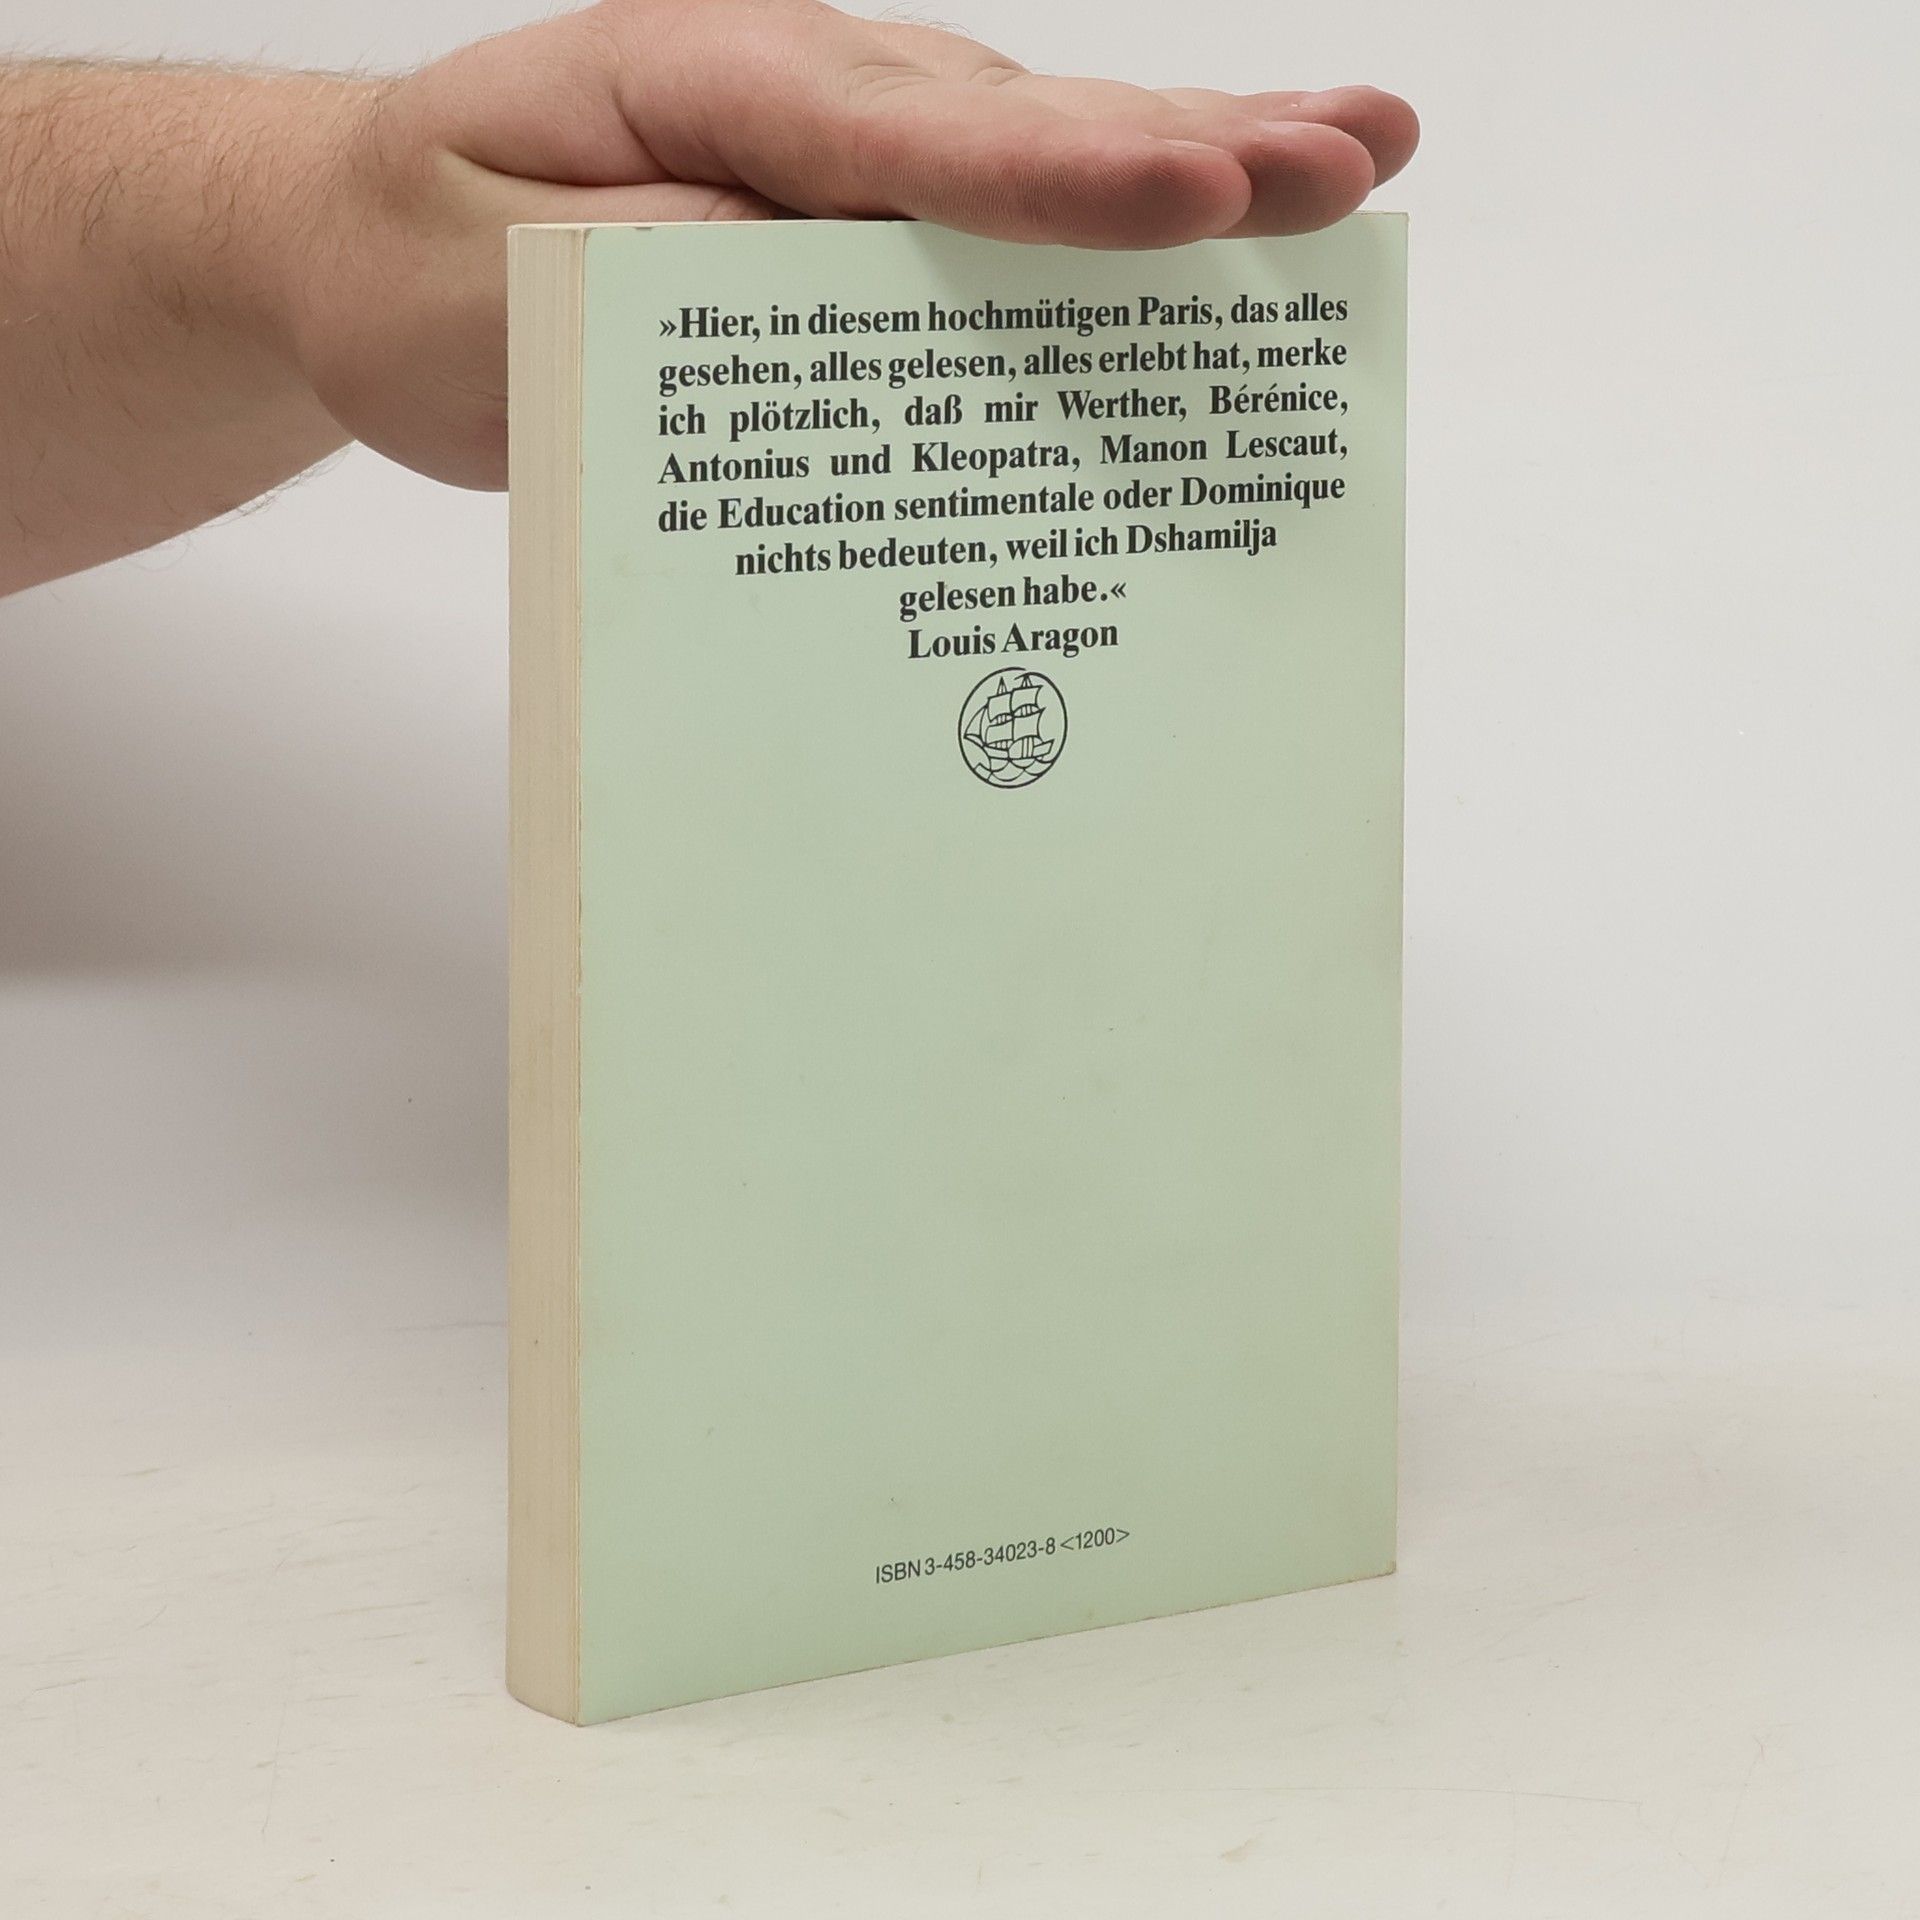 »Hier, in diesem hochmütigen Paris, das alles
gesehen, alles gelesen, alles erlebt hat, merke
ich plötzlich, daß mir Werther, Bérénice,
Antonius und Kleopatra, Manon Lescaut,
die Education sentimentale oder Dominique
nichts bedeuten, weil ich Dshamilja
gelesen habe.«
Louis Aragon
ISBN 3-458-34023-8 <1200>